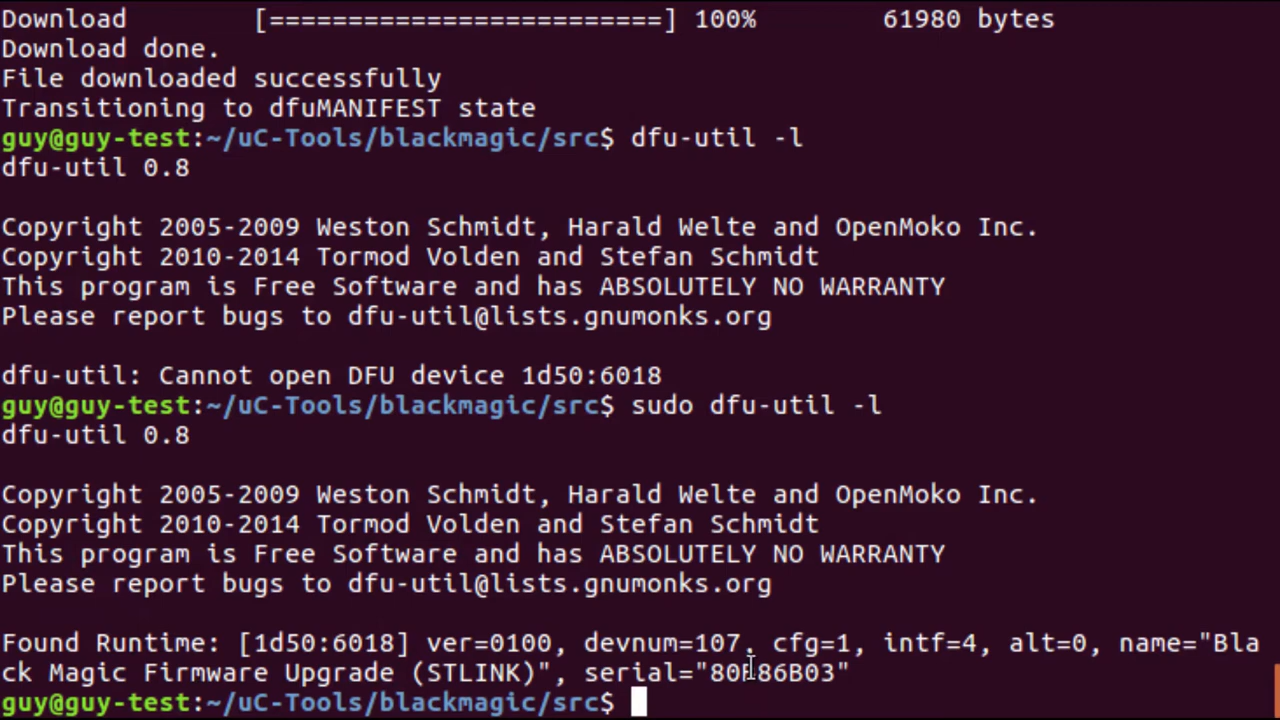 Download        [=========================] 100%        61980 bytes
Download done.
File downloaded successfully
Transitioning to dfuMANIFEST state
guy@guy-test:~/uC-Tools/blackmagic/src$ dfu-util -l
dfu-util 0.8
Copyright 2005-2009 Weston Schmidt, Harald Welte and OpenMoko Inc.
Copyright 2010-2014 Tormod Volden and Stefan Schmidt
This program is Free Software and has ABSOLUTELY NO WARRANTY
Please report bugs to dfu-util@lists.gnumonks.org
dfu-util: Cannot open DFU device 1d50:6018
guy@guy-test:~/uC-Tools/blackmagic/src$ sudo dfu-util -l
dfu-util 0.8
Copyright 2005-2009 Weston Schmidt, Harald Welte and OpenMoko Inc.
Copyright 2010-2014 Tormod Volden and Stefan Schmidt
This program is Free Software and has ABSOLUTELY NO WARRANTY
Please report bugs to dfu-util@lists.gnumonks.org
Found Runtime: [1d50:6018] ver=0100, devnum=107, cfg=1, intf=4, alt=0, name="Bla
ck Magic Firmware Upgrade (STLINK)",
guy@guy-test:~/uC-Tools/blackmagic/src$